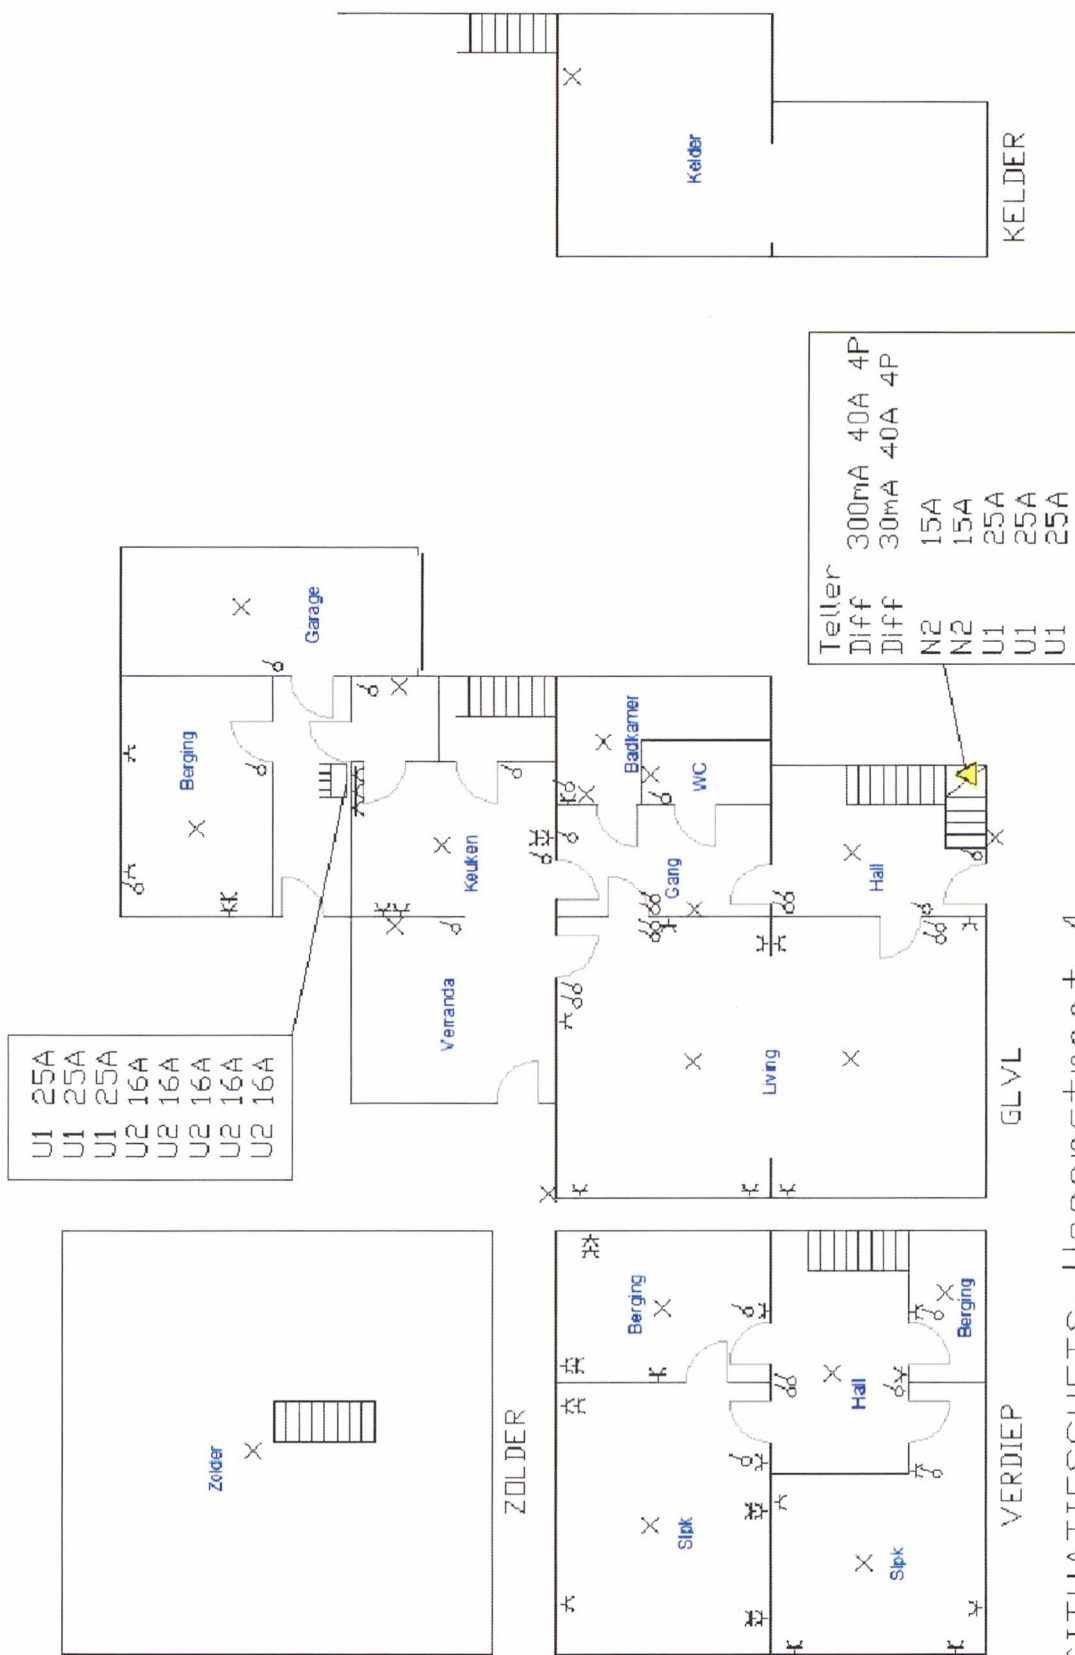 U1 25A
U1 25A
U1 25A
U2 16A
U2 16A
U2 16A
U2 16A
U2 16A
Zolder
ZOLDER
Berging
Garage
Verranda
Keuken
Badkamer
WC
Gang
Hall
Living
GLVL
Kelder
KELDER
Teller
Diff 300mA 40A 4P
Diff 30mA 40A 4P
N2 15A
N2 15A
U1 25A
U1 25A
U1 25A
Berging
Slpk
Hall
Berging
Slpk
VERDIEP